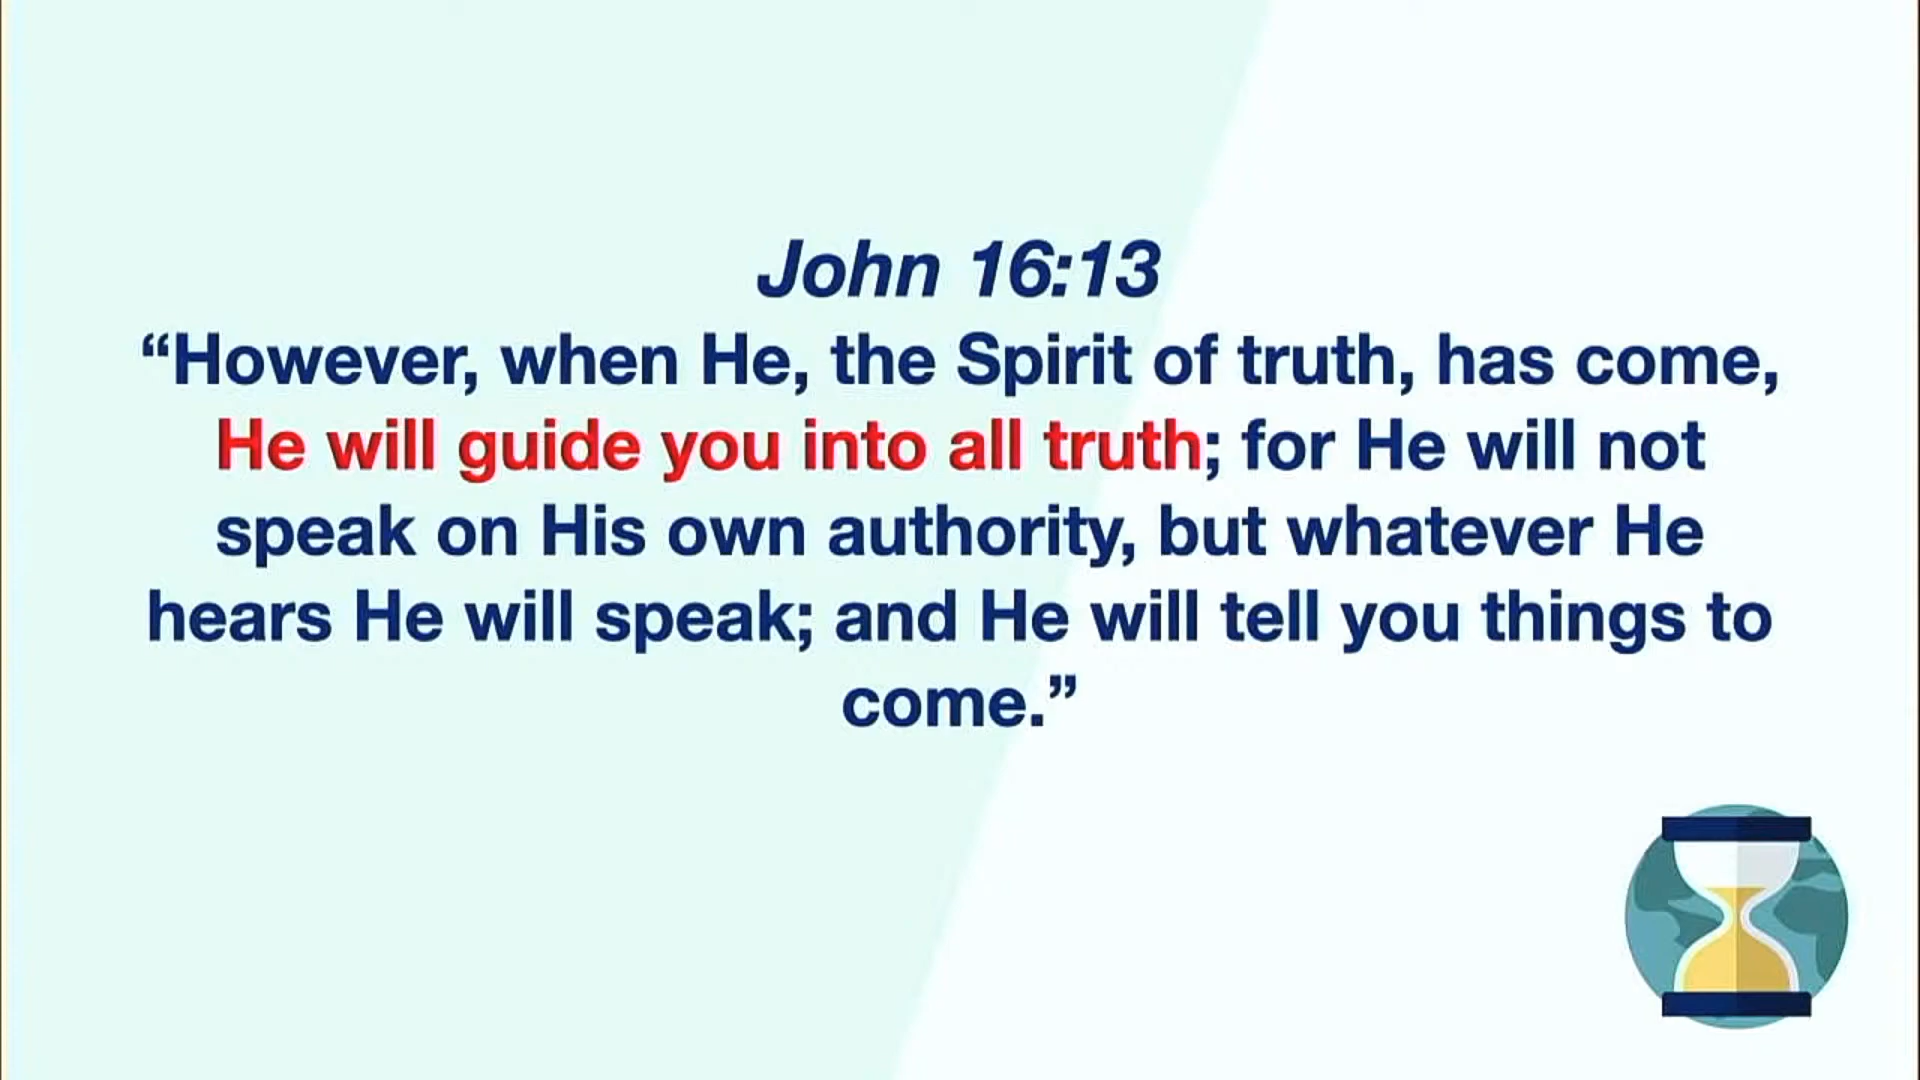 John 16:13
“However, when He, the Spirit of truth, has come,
He will guide you into all truth; for He will not
speak on His own authority, but whatever He
hears He will speak; and He will tell you things to
come.”